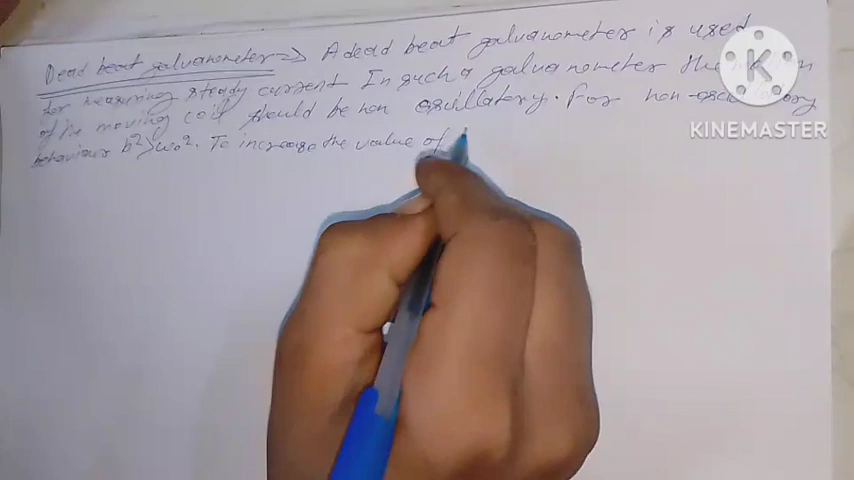 Dead beat galvanometer => A dead beat galvanometer is used
for measuring steady current In such a galvanometer the
of the moving coil should be non oscillatory. For non-oscillatory
behaviour b²>ω₀². To increase the value of
K
KINEMASTER